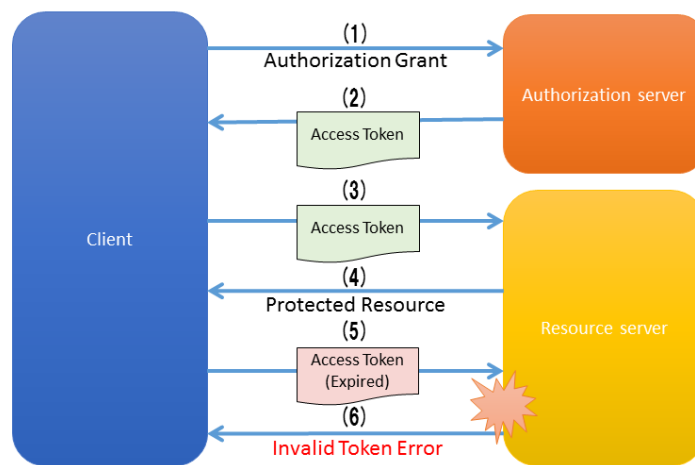 (1)
Authorization Grant
Authorization server
(2)
Access Token
(3)
Access Token
Client
(4)
Protected Resource
Resource server
(5)
Access Token
(Expired)
(6)
Invalid Token Error